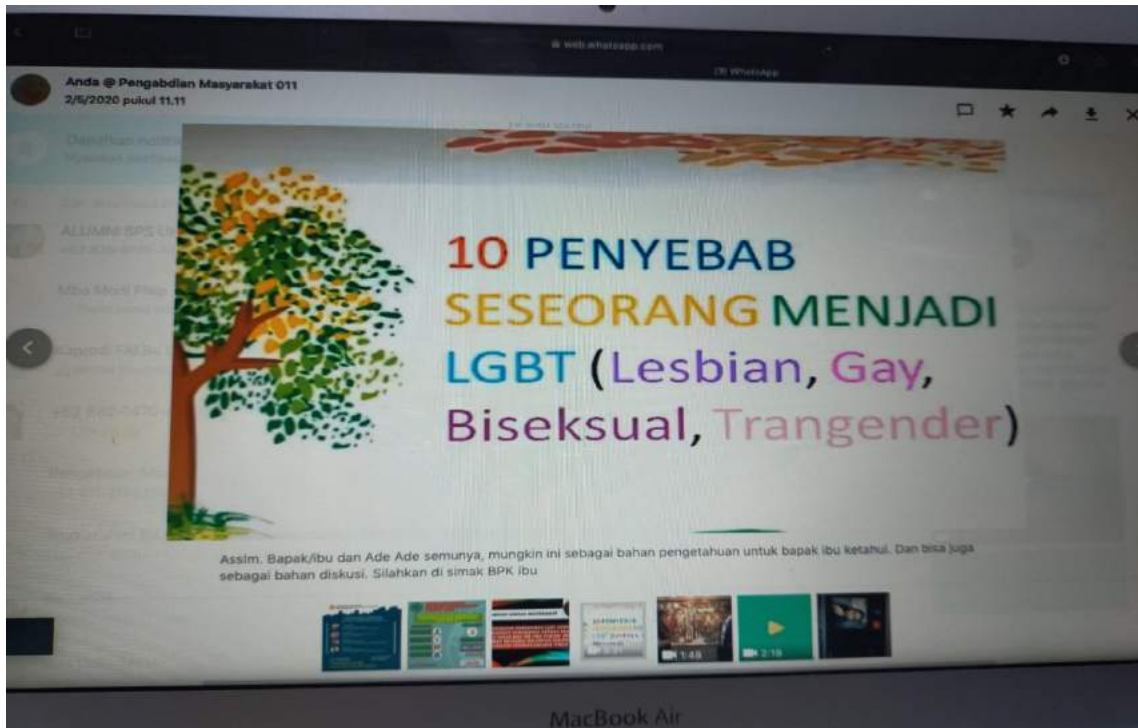 web.whatsapp.com
WhatsApp
Anda @ Pengabdian Masyarakat 011
2/5/2020 pukul 11.11
ALUMNI BPS
10 PENYEBAB
SESEORANG MENJADI
LGBT (Lesbian, Gay,
Biseksual, Trangender)
Asslm. Bapak/ibu dan Ade Ade semunya, mungkin ini sebagai bahan pengetahuan untuk bapak ibu ketahui. Dan bisa juga
sebagai bahan diskusi. Silahkan di simak BPK ibu
1:48
2:19
MacBook Air